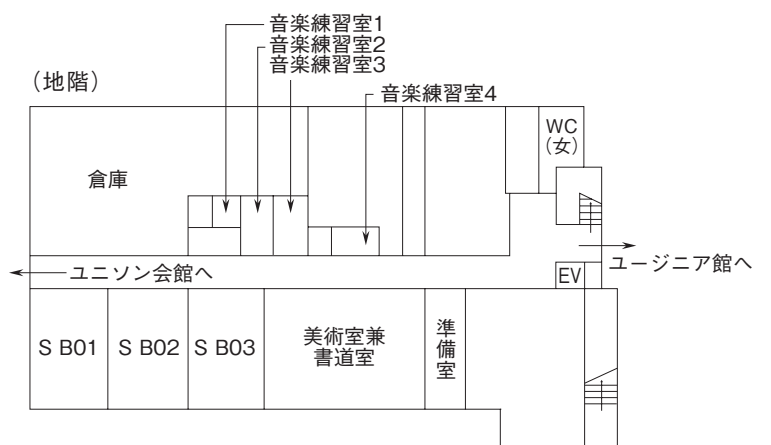 音楽練習室1
音楽練習室2
音楽練習室3
(地階)
音楽練習室4
WC
(女)
倉庫
ユージニア館へ
ユニソン会館へ
EV
S B01
S B02
S B03
美術室兼
書道室
準備室